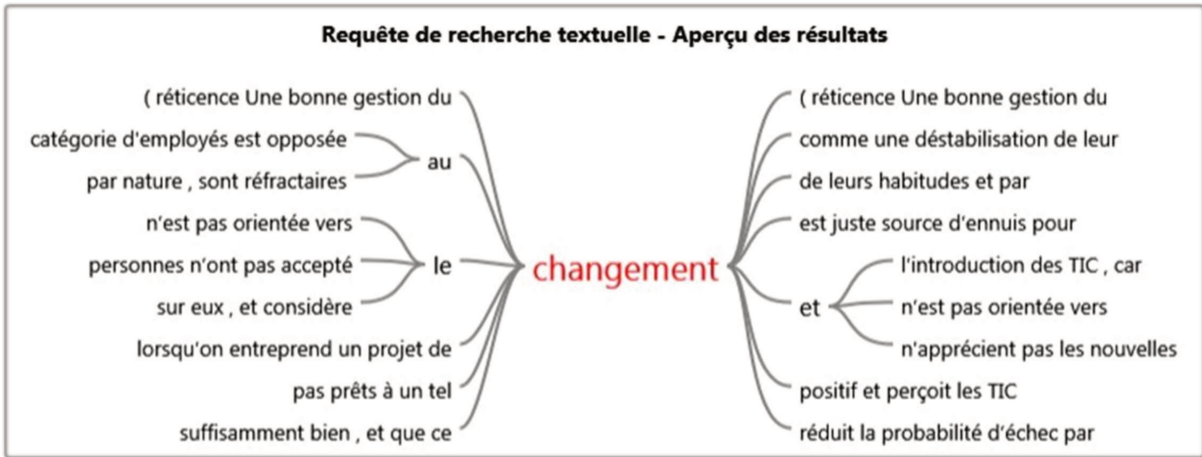 Requête de recherche textuelle - Aperçu des résultats
( réticence Une bonne gestion du
catégorie d'employés est opposée
au
par nature , sont réfractaires
n'est pas orientée vers
personnes n'ont pas accepté
le
sur eux , et considère
lorsqu'on entreprend un projet de
pas prêts à un tel
suffisamment bien , et que ce
changement
( réticence Une bonne gestion du
comme une déstabilisation de leur
de leurs habitudes et par
est juste source d'ennuis pour
et
l'introduction des TIC , car
n'est pas orientée vers
n'apprécient pas les nouvelles
positif et perçoit les TIC
réduit la probabilité d'échec par